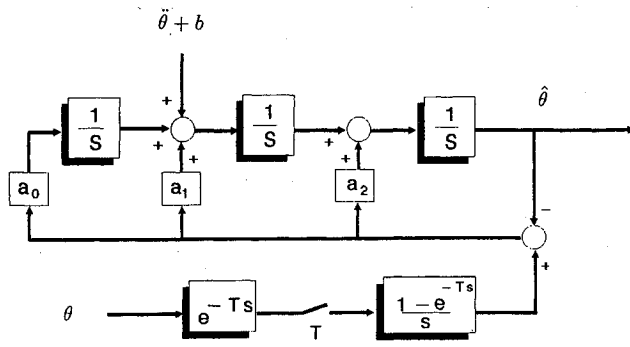 θ̈ + b
+
1
S
+
+
1
S
+
+
1
S
θ̂
a₀
a₁
a₂
−
+
θ
e^{−Ts}
T
1−e^{−Ts}
s